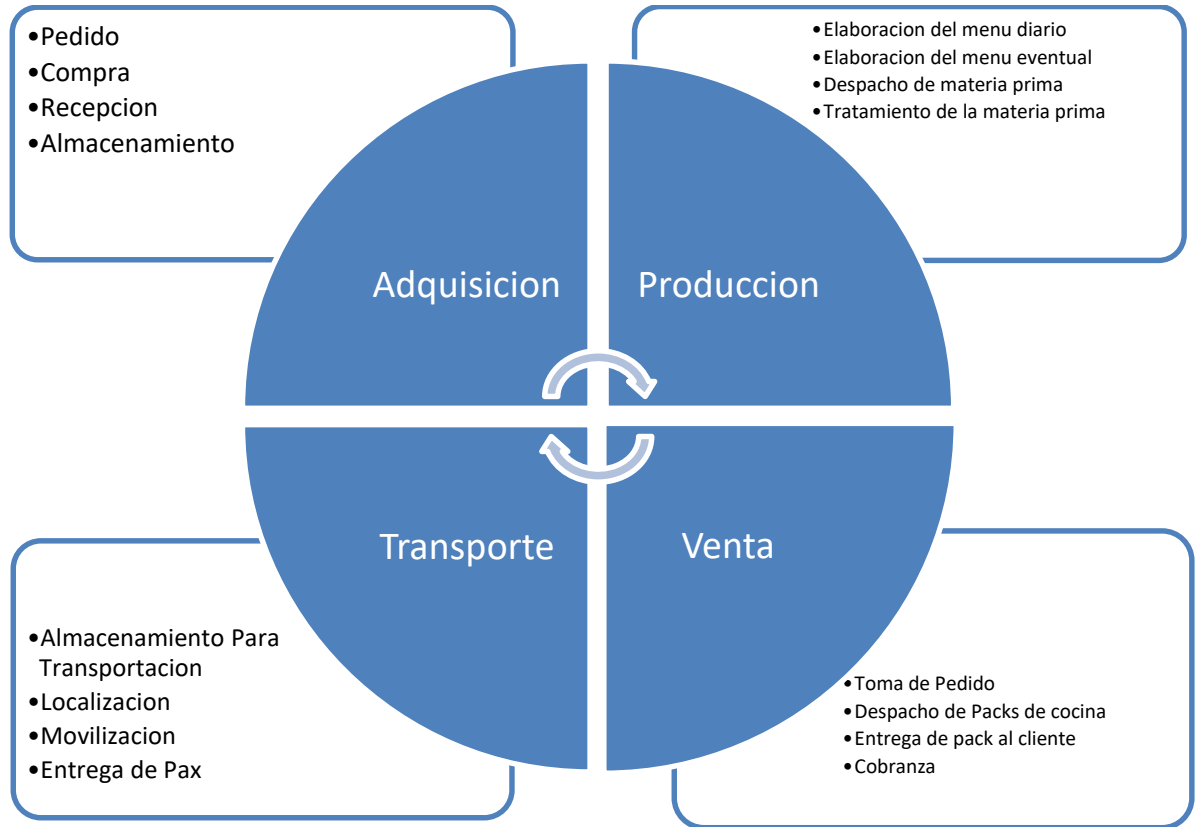 •Pedido
•Compra
•Recepcion
•Almacenamiento
•Elaboracion del menu diario
•Elaboracion del menu eventual
•Despacho de materia prima
•Tratamiento de la materia prima
Adquisicion
Produccion
Transporte
Venta
•Almacenamiento Para
Transportacion
•Localizacion
•Movilizacion
•Entrega de Pax
•Toma de Pedido
•Despacho de Packs de cocina
•Entrega de pack al cliente
•Cobranza